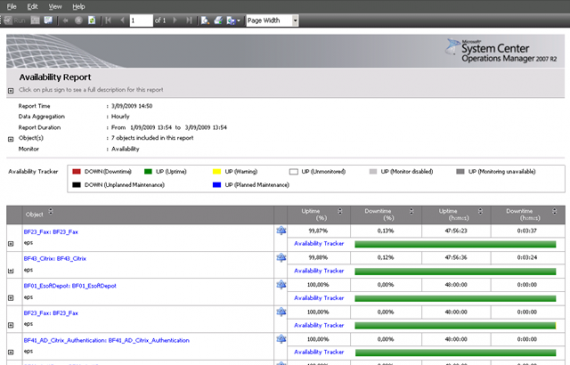 File Edit View Help
Run 1 of 1 Page Width
Microsoft
System Center
Operations Manager 2007 R2
Availability Report
Click on plus sign to see a full description for this report
Report Time : 3/09/2009 14:50
Data Aggregation : Hourly
Report Duration : From 1/09/2009 13:54 to 3/09/2009 13:54
Object(s) : 7 objects included in this report
Monitor : Availability
Availability Tracker DOWN (Downtime) UP (Uptime) UP (Warning) UP (Unmonitored) UP (Monitor disabled) UP (Monitoring unavailable)
DOWN (Unplanned Maintenance) UP (Planned Maintenance)
Object Uptime (%) Downtime (%) Uptime Downtime
BF23_Fax: BF23_Fax 99,87% 0,13% 47:56:23 0:03:37
eps Availability Tracker
BF43_Citrix: BF43_Citrix 99,88% 0,12% 47:56:36 0:03:24
eps Availability Tracker
BF01_EsoftDepot: BF01_EsoftDepot 100,00% 0,00% 48:00:00 0:00:00
eps Availability Tracker
BF23_Fax: BF23_Fax 100,00% 0,00% 48:00:00 0:00:00
eps Availability Tracker
BF41_AD_Citrix_Authentication: BF41_AD_Citrix_Authentication 100,00% 0,00% 48:00:00 0:00:00
eps Availability Tracker